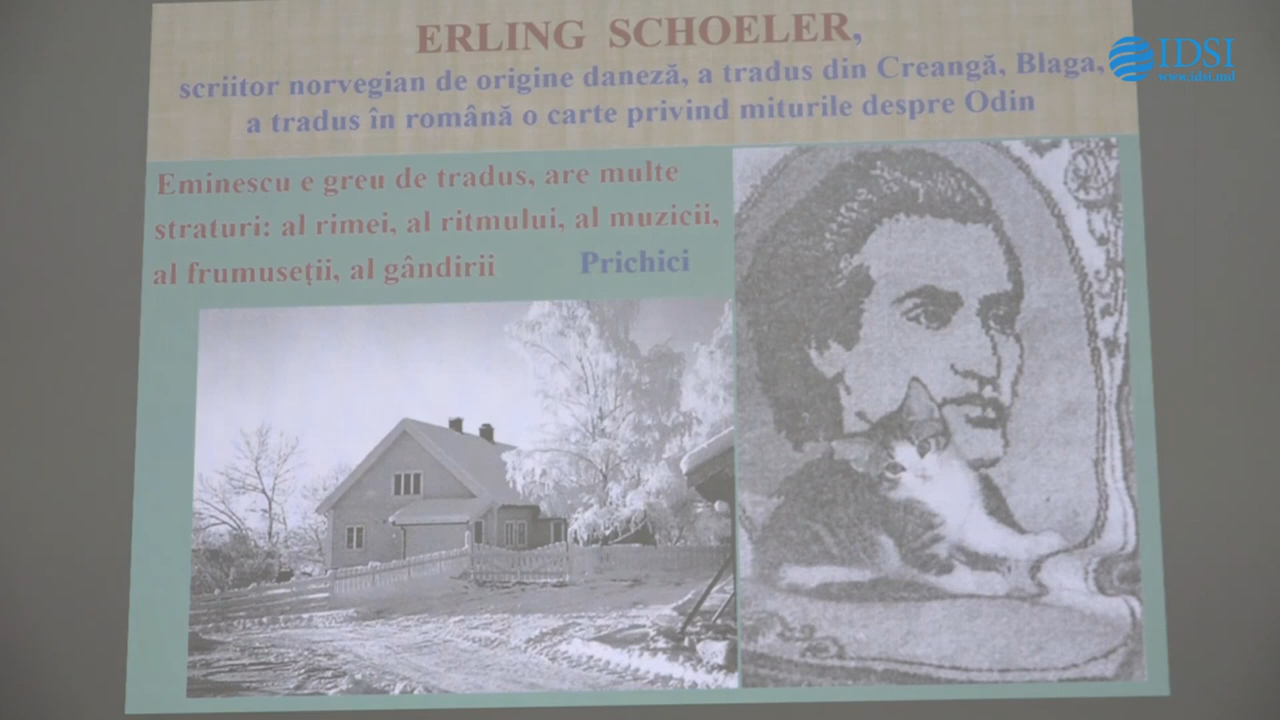 ERLING SCHOELER,
scriitor norvegian de origine daneză, a tradus din Creangă, Blaga,
a tradus în română o carte privind miturile despre Odin
IDSI
www.idsi.md
Eminescu e greu de tradus, are multe
straturi: al rimei, al ritmului, al muzicii,
al frumuseții, al gândirii Prichici